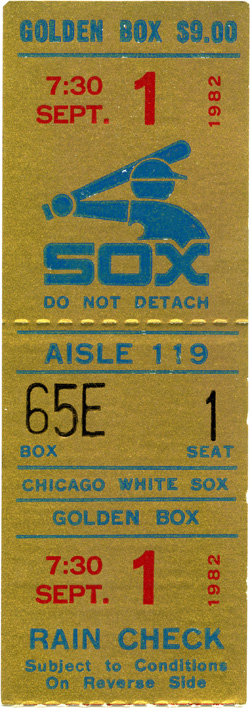 GOLDEN BOX $9.00
7:30
SEPT. 1 1982
SOX
DO NOT DETACH
AISLE 119
65E 1
BOX SEAT
CHICAGO WHITE SOX
GOLDEN BOX
7:30
SEPT. 1 1982
RAIN CHECK
Subject to Conditions
On Reverse Side